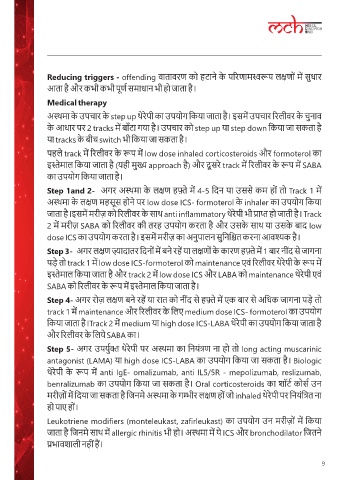 mch
Reducing triggers - offending वातावरण को हटाने के परिणामस्वरूप लक्षणों में सुधार
आता है और कभी कभी पूर्ण समाधान भी हो जाता है।
Medical therapy
अस्थमा के उपचार के step up थेरेपी का उपयोग किया जाता है। इसमें उपचार रिलीवर के चुनाव
के आधार पर 2 tracks में बाँटा गया है। उपचार को step up या step down किया जा सकता है
या tracks के बीच switch भी किया जा सकता है।
पहले track में रिलीवर के रूप में low dose inhaled corticosteroids और formoterol का
इस्तेमाल किया जाता है (यही मुख्य approach है) और दूसरे track में रिलीवर के रूप में SABA
का उपयोग किया जाता है।
Step 1and 2- अगर अस्थमा के लक्षण हफ़्ते में 4-5 दिन या उससे कम हों तो Track 1 में
अस्थमा के लक्षण महसूस होने पर low dose ICS- formoterol के inhaler का उपयोग किया
जाता है। इसमें मरीज़ को रिलीवर के साथ anti inflammatory थेरेपी भी प्राप्त हो जाती है। Track
2 में मरीज़ SABA को रिलीवर की तरह उपयोग करता है और उसके साथ या उसके बाद low
dose ICS का उपयोग करता है। इसमें मरीज़ का अनुपालन सुनिश्चित करना आवश्यक है।
Step 3- अगर लक्षण ज़्यादातर दिनों में बने रहें या लक्षणों के कारण हफ़्ते में 1 बार नींद से जागना
पड़े तो track 1 में low dose ICS-formoterol को maintenance एवं रिलीवर थेरेपी के रूप में
इस्तेमाल किया जाता है और track 2 में low dose ICS और LABA को maintenance थेरेपी एवं
SABA को रिलीवर के रूप में इस्तेमाल किया जाता है।
Step 4- अगर रोज़ लक्षण बने रहें या रात को नींद से हफ़्ते में एक बार से अधिक जागना पड़े तो
track 1 में maintenance और रिलीवर के लिए medium dose ICS- formoterol का उपयोग
किया जाता है। Track 2 में medium या high dose ICS-LABA थेरेपी का उपयोग किया जाता है
और रिलीवर के लिये SABA का।
Step 5- अगर उपर्युक्त थेरेपी पर अस्थमा का नियंत्रण ना हो तो long acting muscarinic
antagonist (LAMA) या high dose ICS-LABA का उपयोग किया जा सकता है। Biologic
थेरेपी के रूप में anti IgE- omalizumab, anti IL5/5R - mepolizumab, reslizumab,
benralizumab का उपयोग किया जा सकता है। Oral corticosteroids का शॉर्ट कोर्स उन
मरीज़ों में दिया जा सकता है जिनमे अस्थमा के गम्भीर लक्षण हों जो inhaled थेरेपी पर नियंत्रित ना
हो पाए हों।
Leukotriene modifiers (monteleukast, zafirleukast) का उपयोग उन मरीज़ों में किया
जाता है जिनमे साथ में allergic rhinitis भी हो। अस्थमा में ये ICS और bronchodilator जितने
प्रभावशाली नहीं हैं।
9